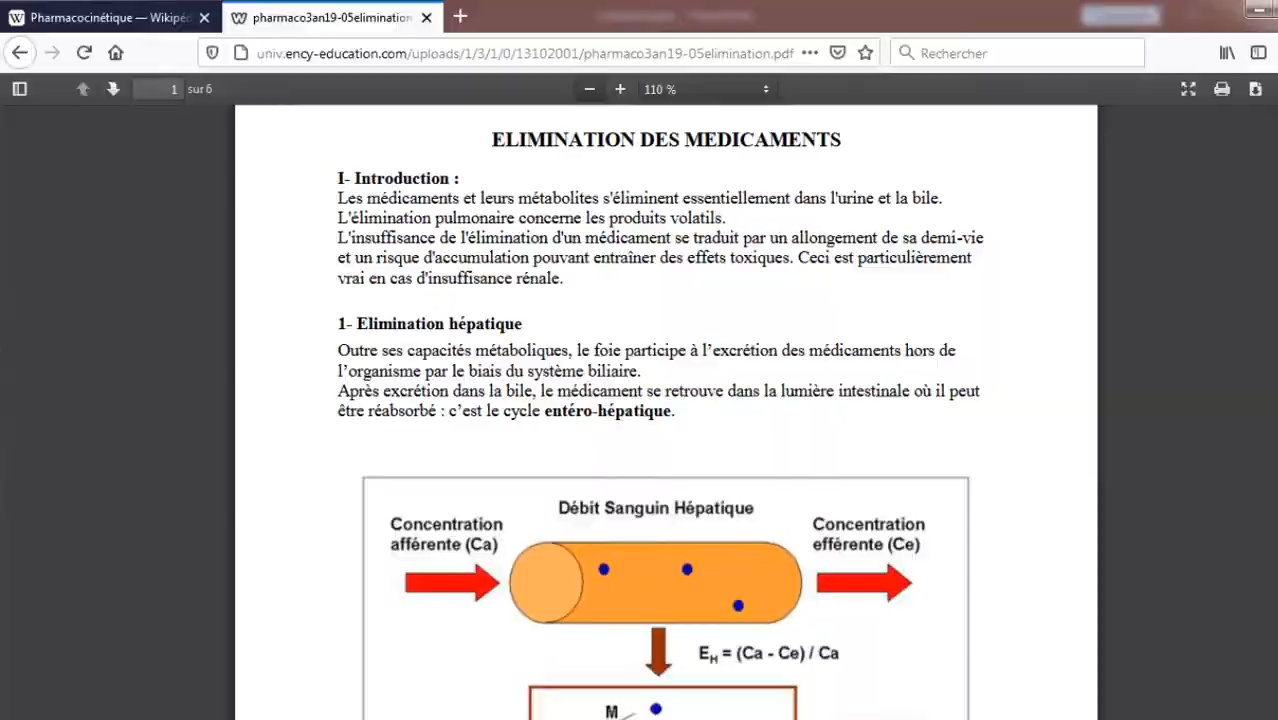 Pharmacocinétique — Wikipéd
pharmaco3an19-05elimination
univ.ency-education.com/uploads/1/3/1/0/13102001/pharmaco3an19-05elimination.pdf
Rechercher
1 sur 6
110 %
ELIMINATION DES MEDICAMENTS
I- Introduction :
Les médicaments et leurs métabolites s'éliminent essentiellement dans l'urine et la bile.
L'élimination pulmonaire concerne les produits volatils.
L'insuffisance de l'élimination d'un médicament se traduit par un allongement de sa demi-vie
et un risque d'accumulation pouvant entraîner des effets toxiques. Ceci est particulièrement
vrai en cas d'insuffisance rénale.
1- Elimination hépatique
Outre ses capacités métaboliques, le foie participe à l’excrétion des médicaments hors de
l’organisme par le biais du système biliaire.
Après excrétion dans la bile, le médicament se retrouve dans la lumière intestinale où il peut
être réabsorbé : c’est le cycle entéro-hépatique.
Débit Sanguin Hépatique
Concentration
afférente (Ca)
Concentration
efférente (Ce)
EH = (Ca - Ce) / Ca
M